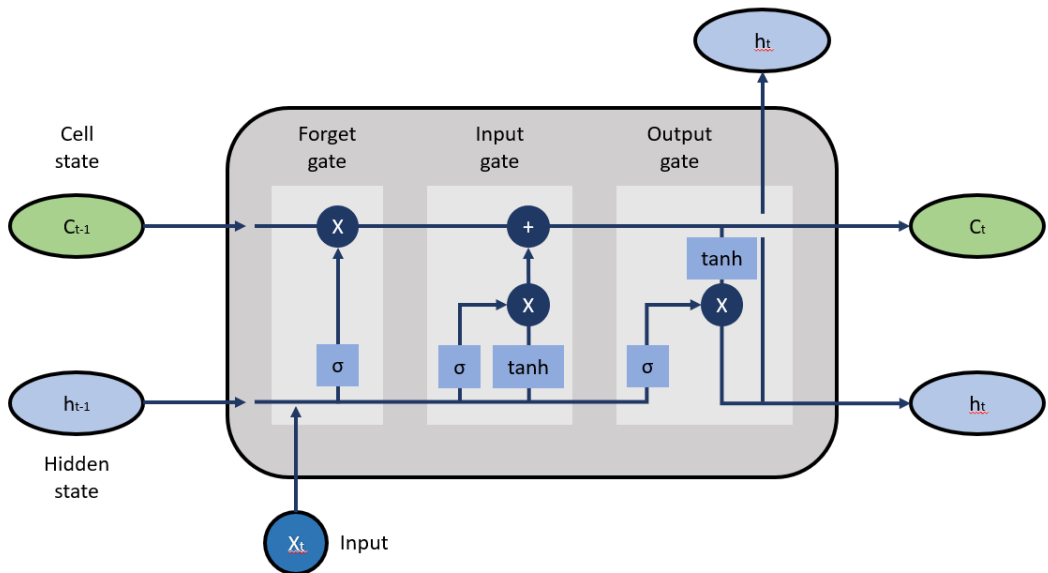 ht
Cell
state
Forget
gate
Input
gate
Output
gate
Ct-1
X
+
Ct
tanh
X
X
σ
σ
tanh
σ
ht-1
ht
Hidden
state
Xt
Input